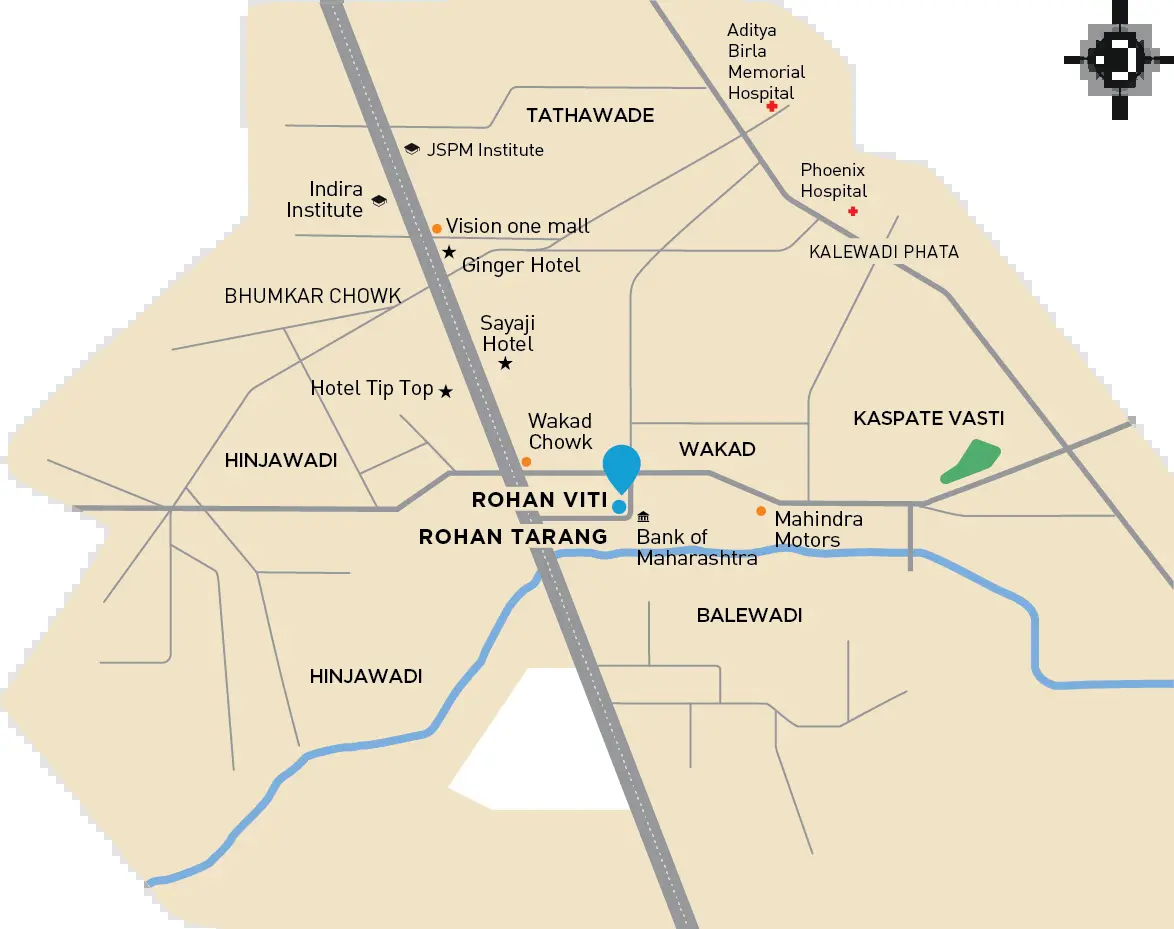 Aditya
Birla
Memorial
Hospital
TATHAWADE
JSPM Institute
Phoenix
Hospital
Indira
Institute
Vision one mall
KALEWADI PHATA
Ginger Hotel
BHUMKAR CHOWK
Sayaji
Hotel
Hotel Tip Top
Wakad
Chowk
KASPATE VASTI
WAKAD
HINJAWADI
ROHAN VITI
ROHAN TARANG
Bank of
Maharashtra
Mahindra
Motors
BALEWADI
HINJAWADI